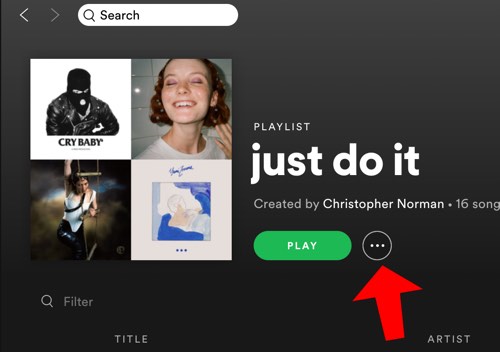 Search
CRY BABY
PLAYLIST
just do it
Created by Christopher Norman • 16 song
PLAY
Filter
TITLE
ARTIST